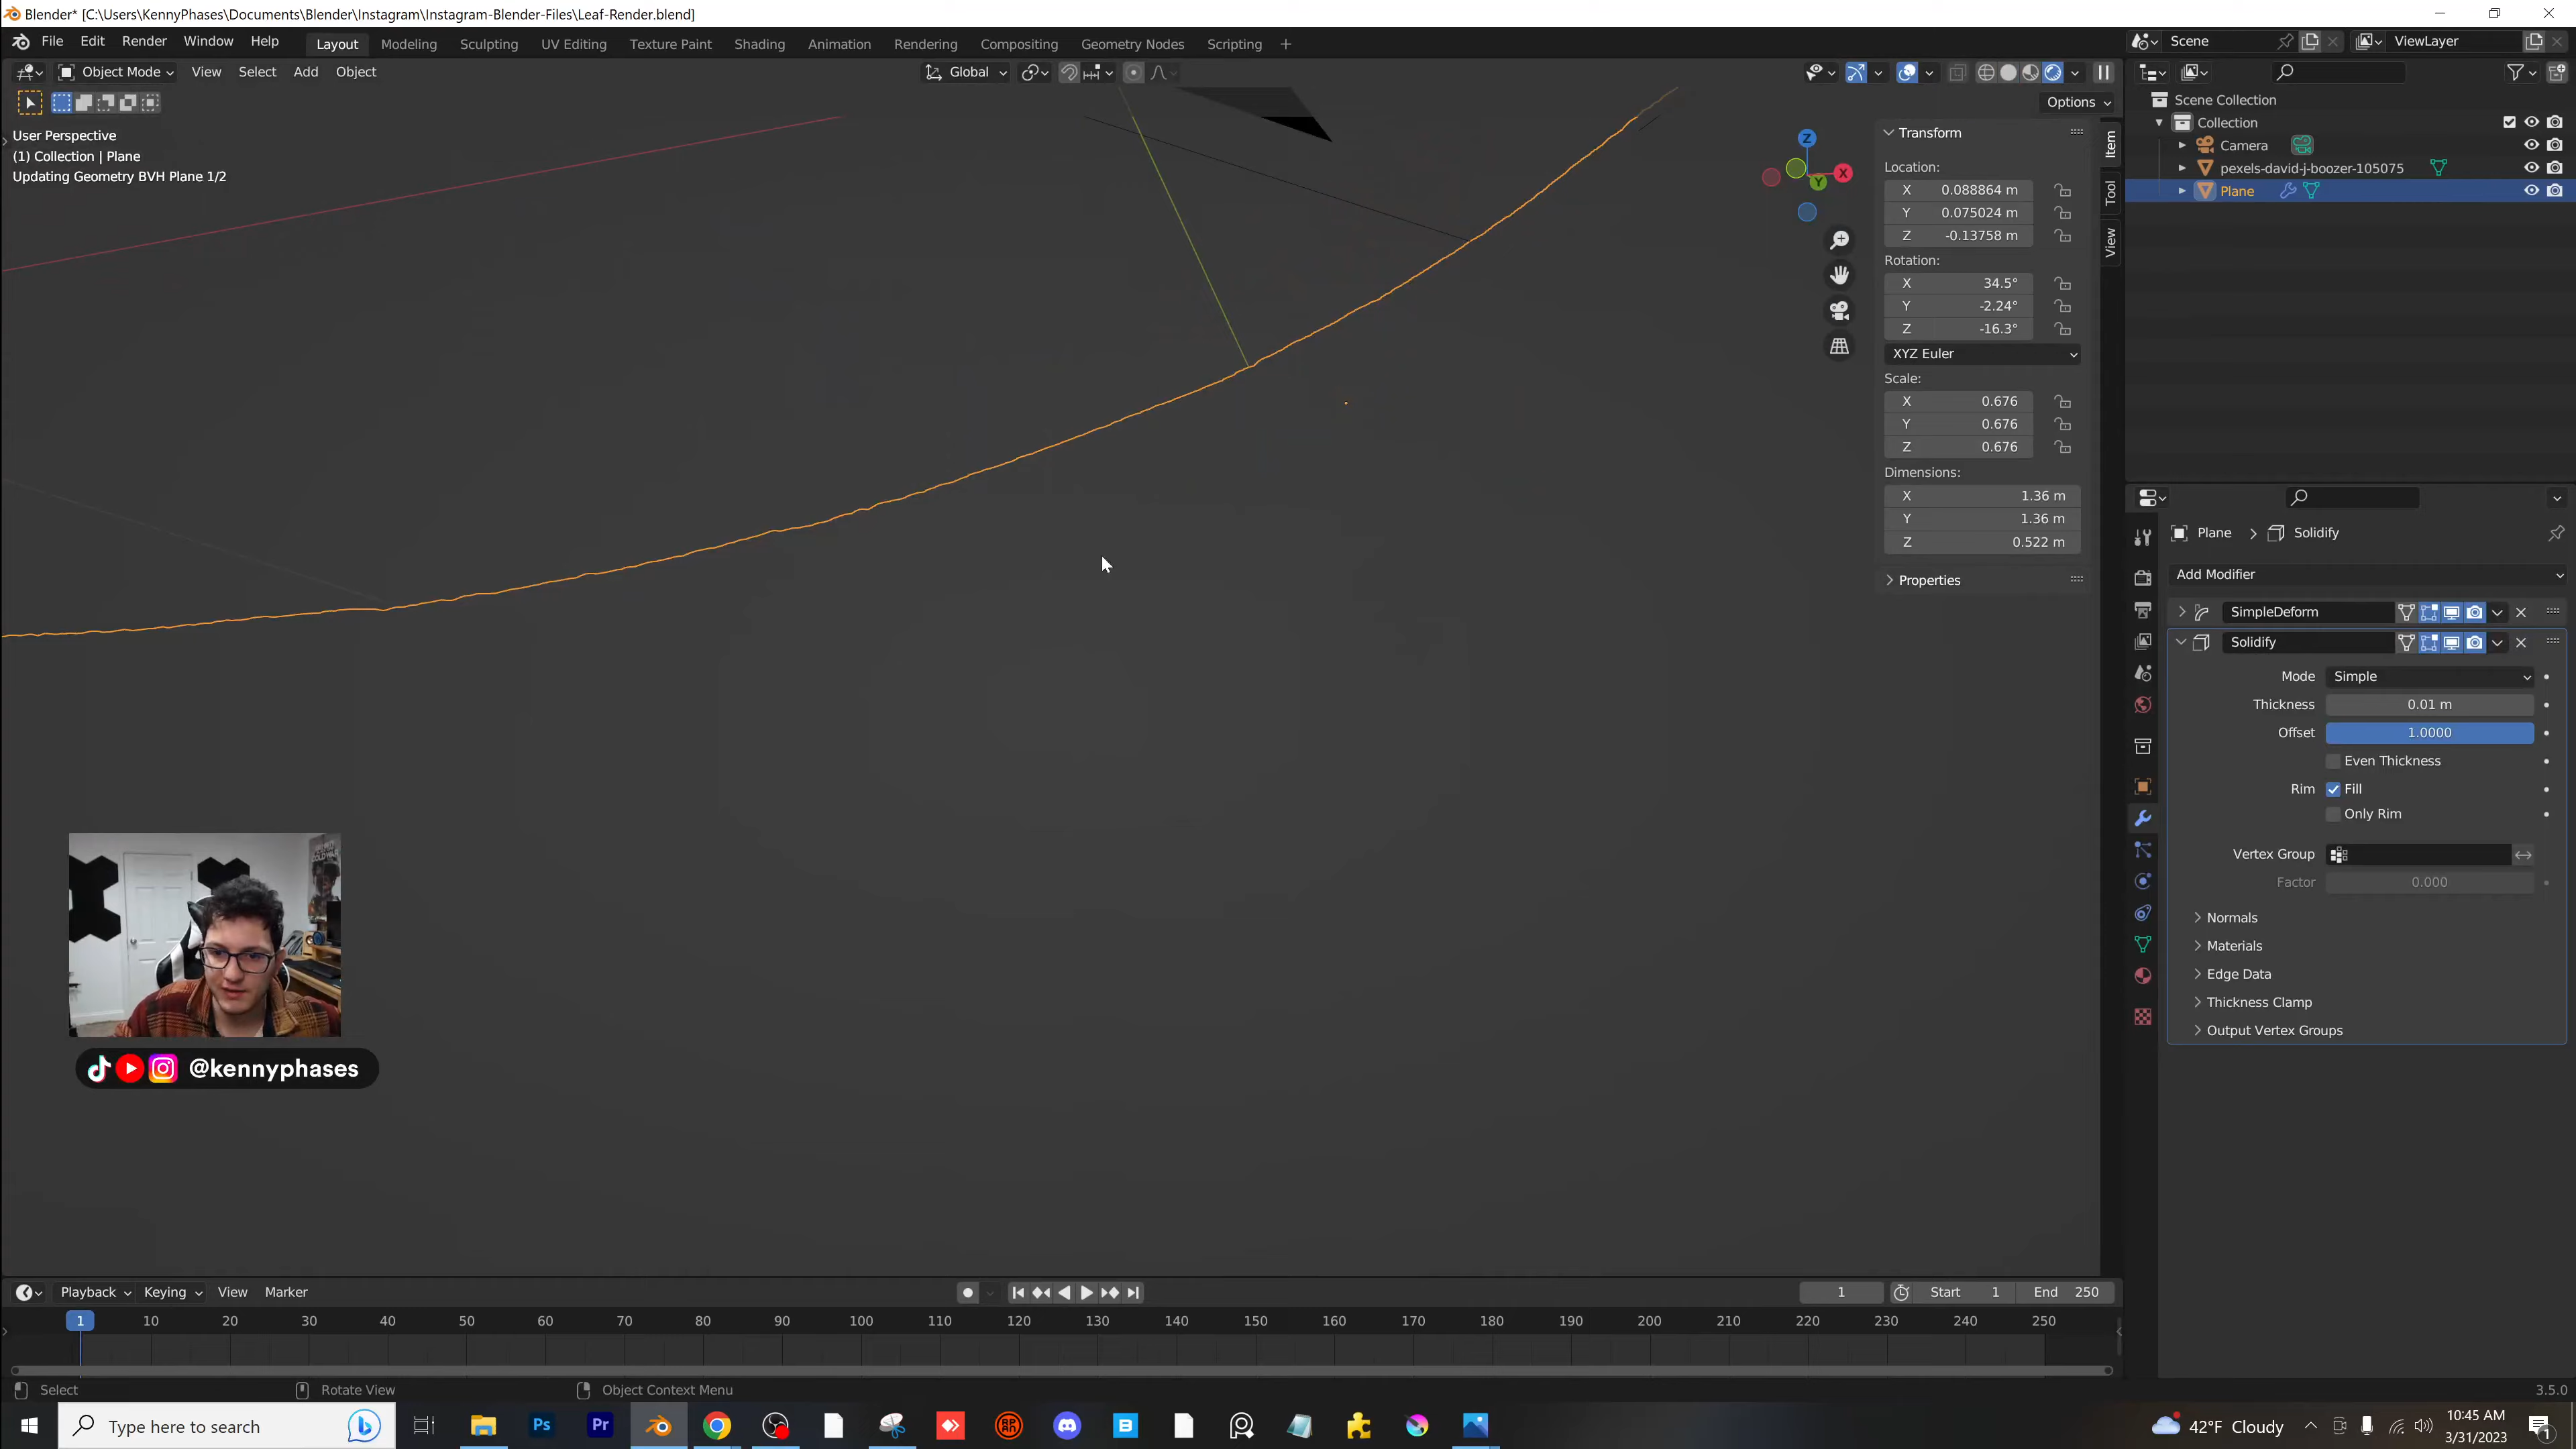 Blender* [C:\Users\KennyPhases\Documents\Blender\Instagram\Instagram-Blender-Files\Leaf-Render.blend]
File Edit Render Window Help Layout Modeling Sculpting UV Editing Texture Paint Shading Animation Rendering Compositing Geometry Nodes Scripting + Scene ViewLayer
Object Mode View Select Add Object Global
Options
User Perspective
(1) Collection | Plane
Updating Geometry BVH Plane 1/2
Z
X
Y
Transform
Location:
X 0.088864 m
Y 0.075024 m
Z -0.13758 m
Rotation:
X 34.5°
Y -2.24°
Z -16.3°
XYZ Euler
Scale:
X 0.676
Y 0.676
Z 0.676
Dimensions:
X 1.36 m
Y 1.36 m
Z 0.522 m
Properties
Item
Tool
View
Scene Collection
Collection
Camera
pexels-david-j-boozer-105075
Plane
Plane > Solidify
Add Modifier
SimpleDeform
Solidify
Mode Simple
Thickness 0.01 m
Offset 1.0000
Even Thickness
Rim Fill
Only Rim
Vertex Group
Factor 0.000
Normals
Materials
Edge Data
Thickness Clamp
Output Vertex Groups
@kennyphases
Playback Keying View Marker 1 Start 1 End 250
1 10 20 30 40 50 60 70 80 90 100 110 120 130 140 150 160 170 180 190 200 210 220 230 240 250
Select Rotate View Object Context Menu 3.5.0
Type here to search Ps Pr 42°F Cloudy 10:45 AM
3/31/2023
1